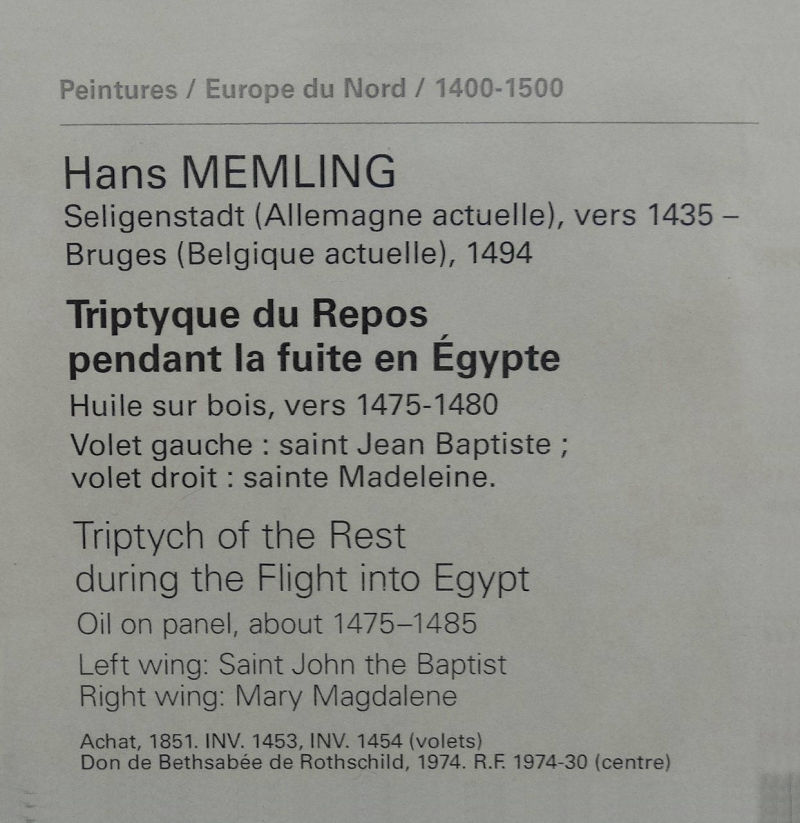 Peintures / Europe du Nord / 1400-1500
Hans MEMLING
Seligenstadt (Allemagne actuelle), vers 1435 –
Bruges (Belgique actuelle), 1494
Triptyque du Repos
pendant la fuite en Égypte
Huile sur bois, vers 1475-1480
Volet gauche : saint Jean Baptiste ;
volet droit : sainte Madeleine.
Triptych of the Rest
during the Flight into Egypt
Oil on panel, about 1475–1485
Left wing: Saint John the Baptist
Right wing: Mary Magdalene
Achat, 1851. INV. 1453, INV. 1454 (volets)
Don de Bethsabée de Rothschild, 1974. R.F. 1974-30 (centre)